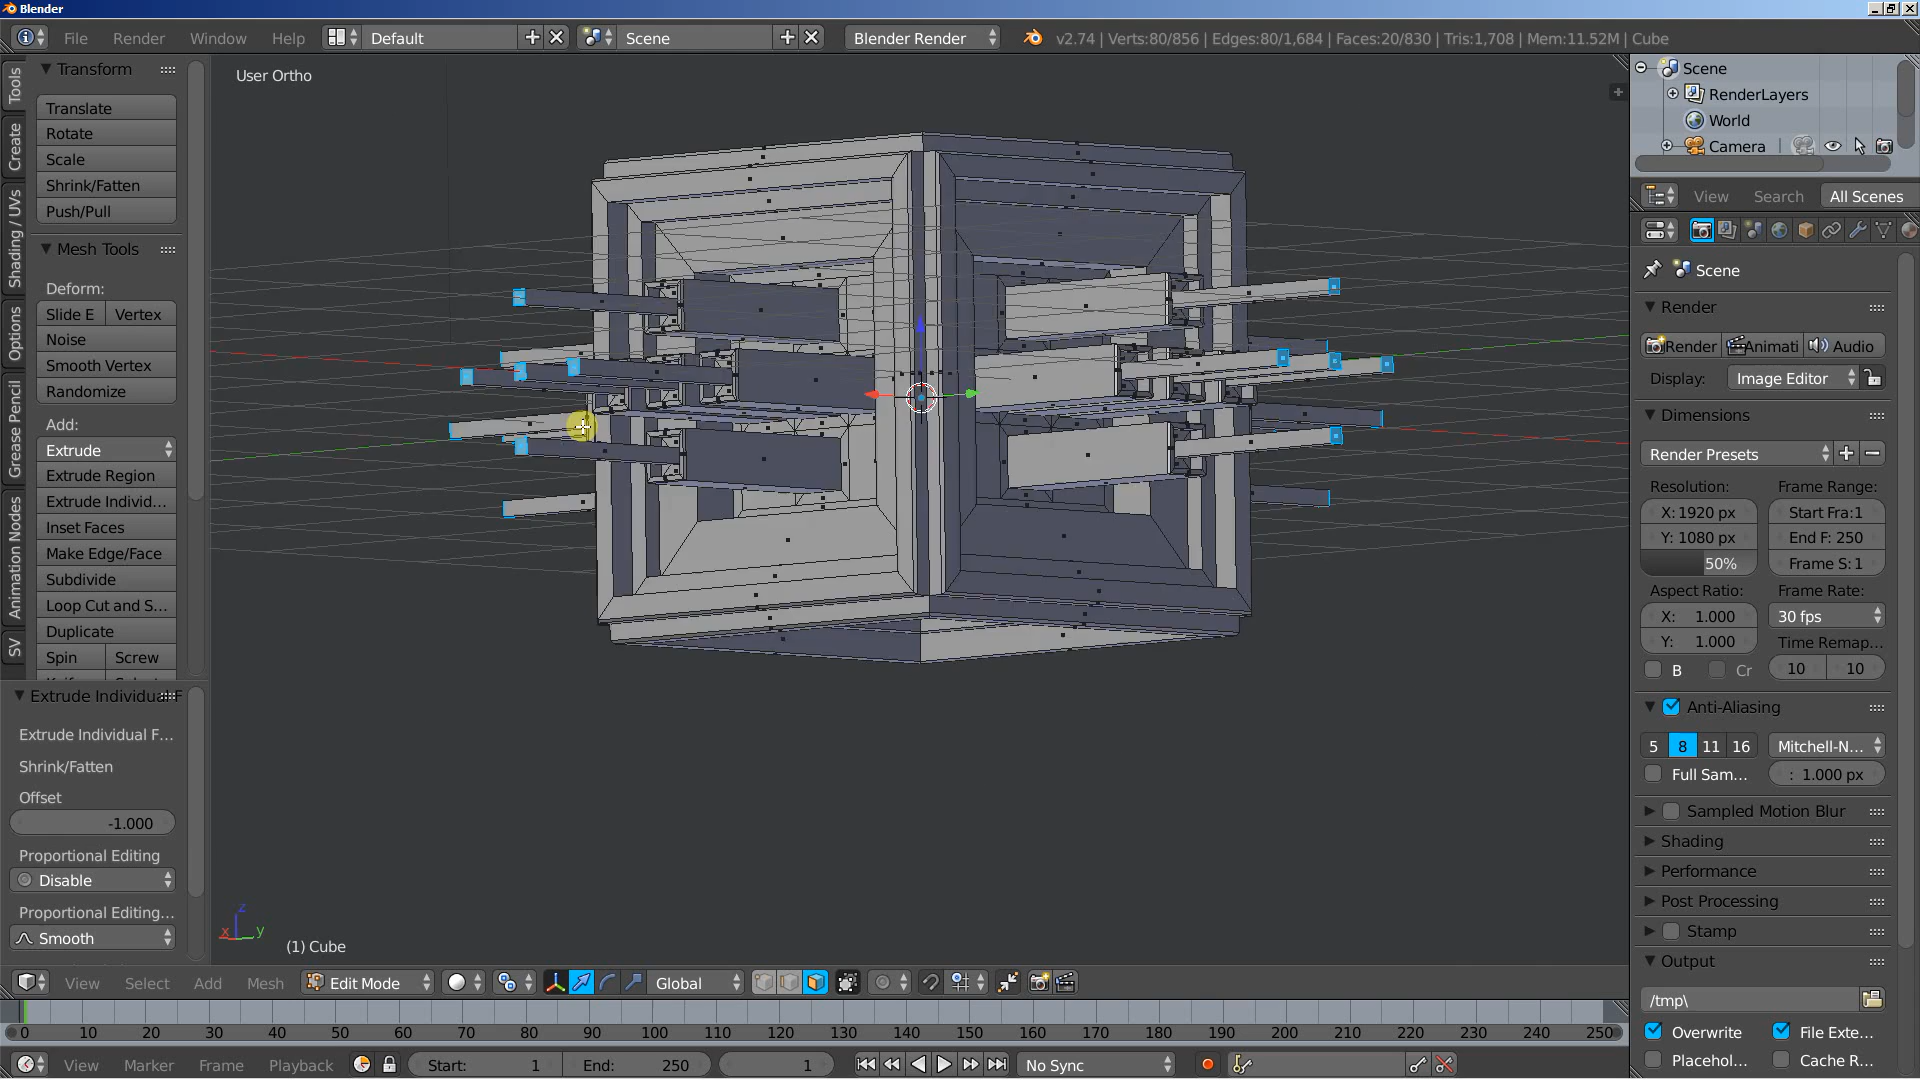 Blender
File Render Window Help Default Scene Blender Render v2.74 | Verts:80/856 | Edges:80/1,684 | Faces:20/830 | Tris:1,708 | Mem:11.52M | Cube
Tools
Create
Shading / UVs
Options
Grease Pencil
Animation Nodes
SV
Transform
Translate
Rotate
Scale
Shrink/Fatten
Push/Pull
Mesh Tools
Deform:
Slide E Vertex
Noise
Smooth Vertex
Randomize
Add:
Extrude
Extrude Region
Extrude Individ...
Inset Faces
Make Edge/Face
Subdivide
Loop Cut and S...
Duplicate
Spin Screw
Extrude Individual F
Extrude Individual F...
Shrink/Fatten
Offset
-1.000
Proportional Editing
Disable
Proportional Editing...
Smooth
User Ortho
z
x y
(1) Cube
View Select Add Mesh Edit Mode Global
0 10 20 30 40 50 60 70 80 90 100 110 120 130 140 150 160 170 180 190 200 210 220 230 240 250
View Marker Frame Playback Start: 1 End: 250 1 No Sync
Scene
RenderLayers
World
Camera
View Search All Scenes
Scene
Render
Render Animati Audio
Display: Image Editor
Dimensions
Render Presets
Resolution: Frame Range:
X: 1920 px Start Fra: 1
Y: 1080 px End F: 250
50% Frame S: 1
Aspect Ratio: Frame Rate:
X: 1.000 30 fps
Y: 1.000 Time Remap...
B Cr 10 10
Anti-Aliasing
5 8 11 16 Mitchell-N...
Full Sam... : 1.000 px
Sampled Motion Blur
Shading
Performance
Post Processing
Stamp
Output
/tmp\
Overwrite File Exte...
Placehol... Cache R...